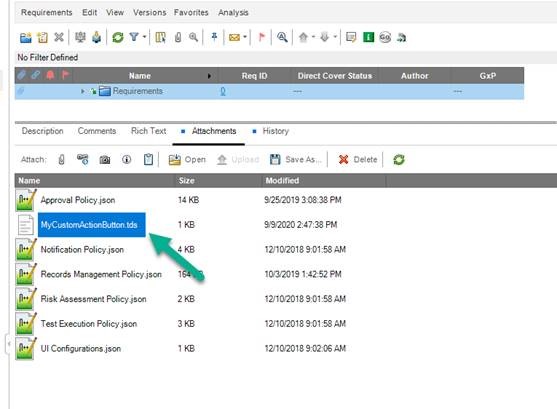 Requirements Edit View Versions Favorites Analysis
No Filter Defined
Name Req ID Direct Cover Status Author GxP
Requirements 0 --- ---
Description Comments Rich Text Attachments History
Attach: Open Upload Save As... Delete
Name Size Modified
Approval Policy.json 14 KB 9/25/2019 3:08:38 PM
MyCustomActionButton.tds 1 KB 9/9/2020 2:47:38 PM
Notification Policy.json 4 KB 12/10/2018 9:01:58 AM
Records Management Policy.json 164 10/3/2019 1:42:52 PM
Risk Assessment Policy.json 2 KB 12/10/2018 9:01:58 AM
Test Execution Policy.json 3 KB 12/10/2018 9:01:58 AM
UI Configurations.json 1 KB 12/10/2018 9:02:06 AM